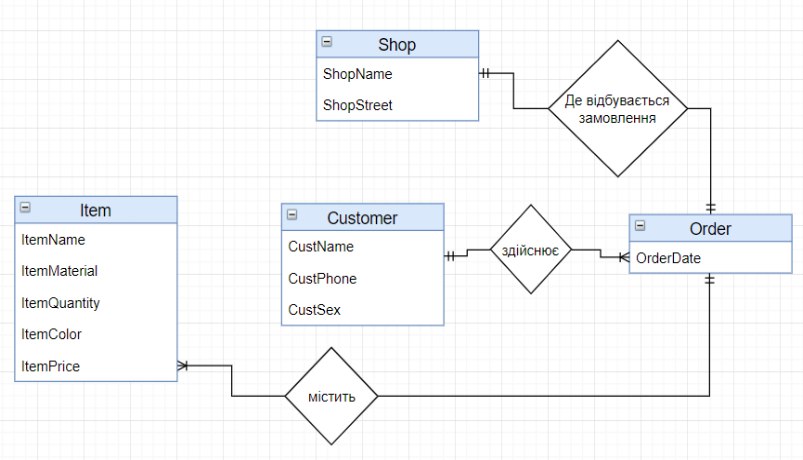 Shop
ShopName
ShopStreet
Де відбувається
замовлення
Item
ItemName
ItemMaterial
ItemQuantity
ItemColor
ItemPrice
Customer
CustName
CustPhone
CustSex
здійснює
Order
OrderDate
містить